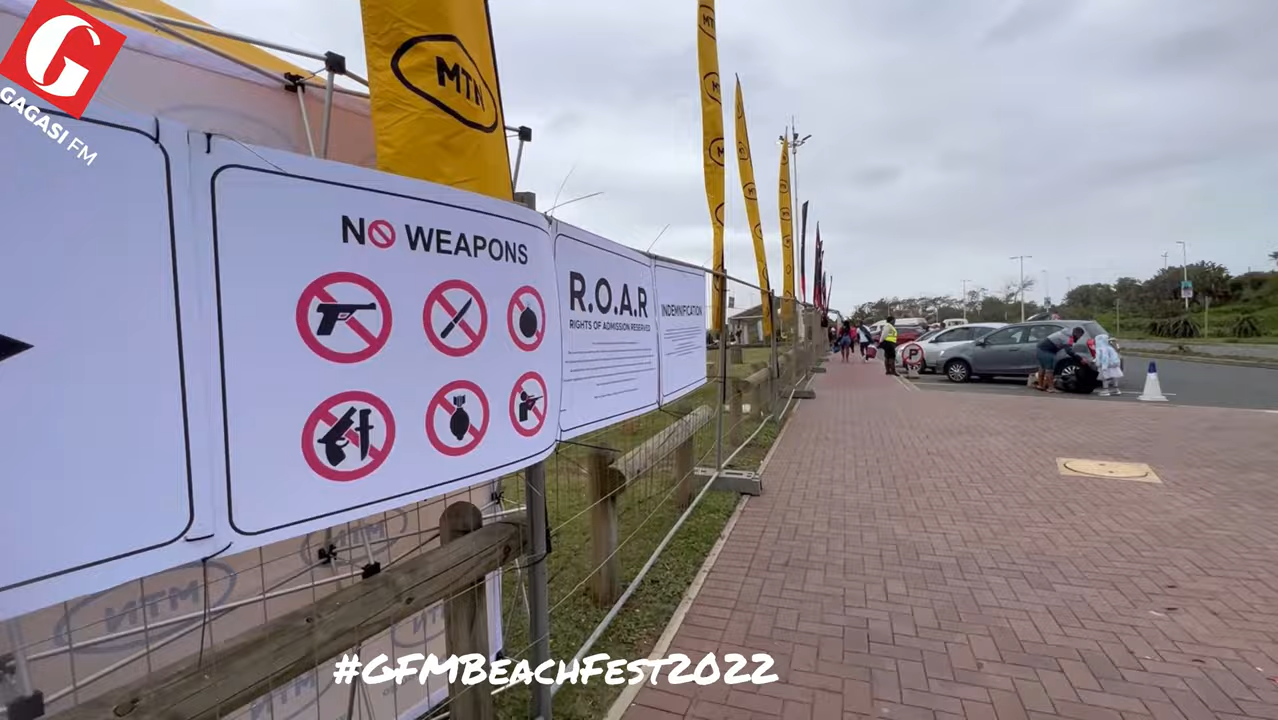 GAGASI FM
MTN
MTN
NO WEAPONS
R.O.A.R
RIGHTS OF ADMISSION RESERVED
INDEMNIFICATION
P
MTN
#GFMBeachFest2022